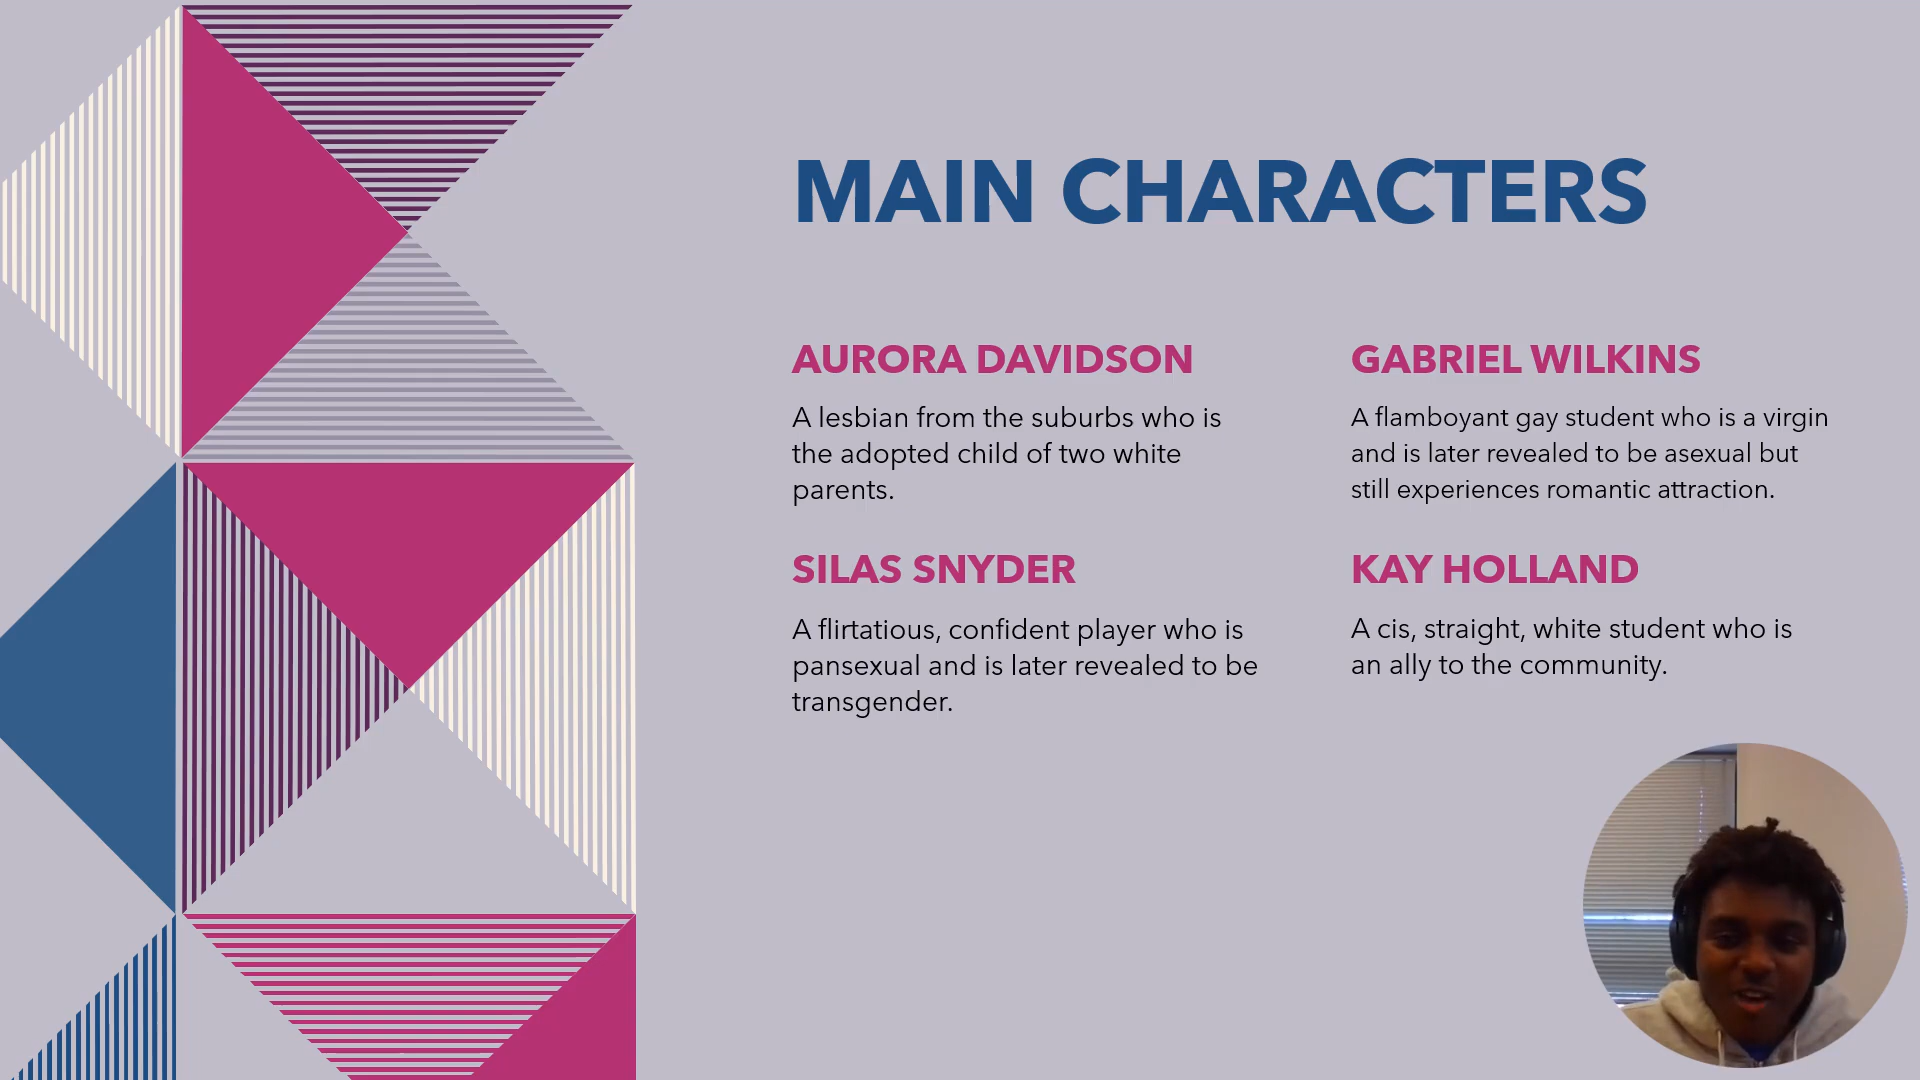 MAIN CHARACTERS
AURORA DAVIDSON
A lesbian from the suburbs who is
the adopted child of two white
parents.
SILAS SNYDER
A flirtatious, confident player who is
pansexual and is later revealed to be
transgender.
GABRIEL WILKINS
A flamboyant gay student who is a virgin
and is later revealed to be asexual but
still experiences romantic attraction.
KAY HOLLAND
A cis, straight, white student who is
an ally to the community.